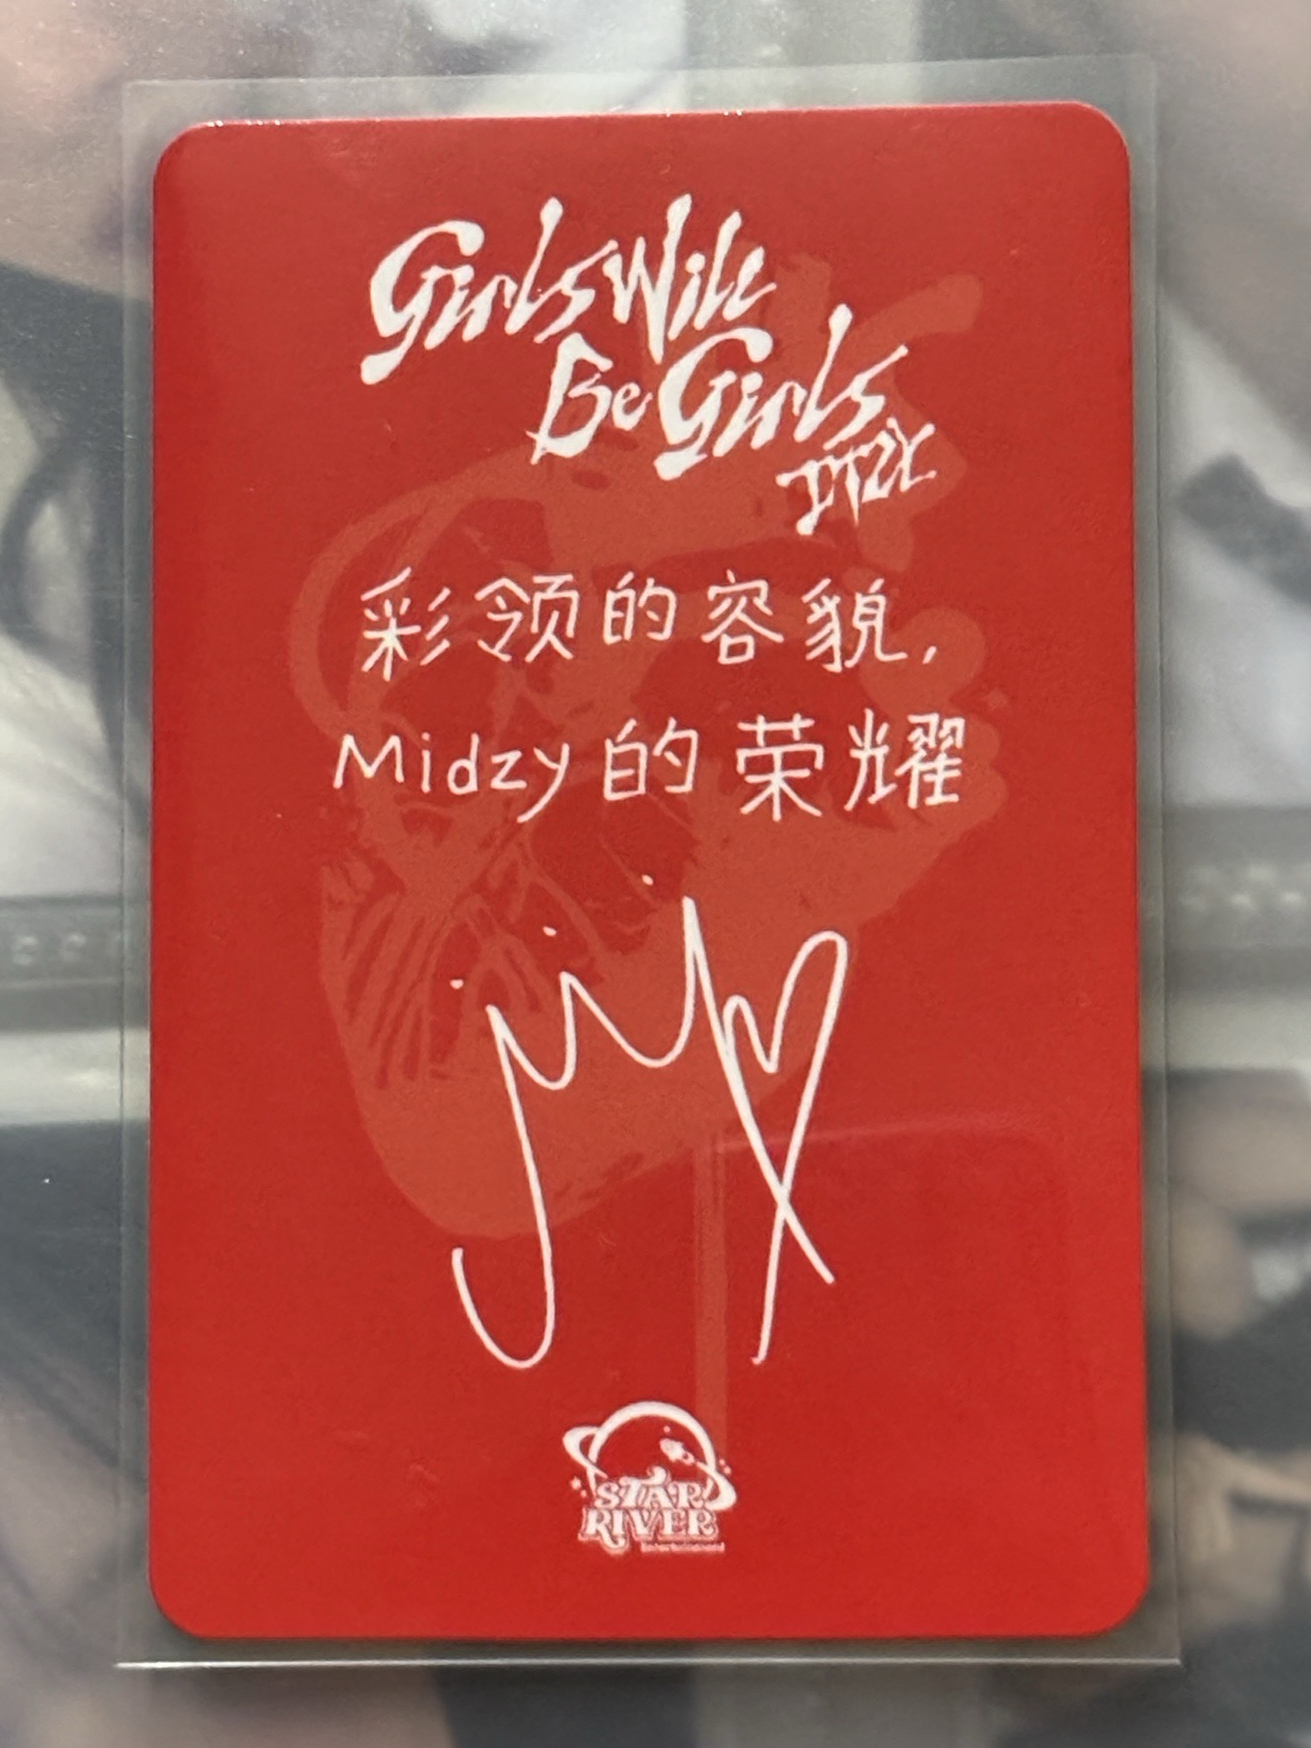 Girls Will
Be Girls
ITZY
彩领的容貌，
Midzy的荣耀
STAR
RIVER
Entertainment